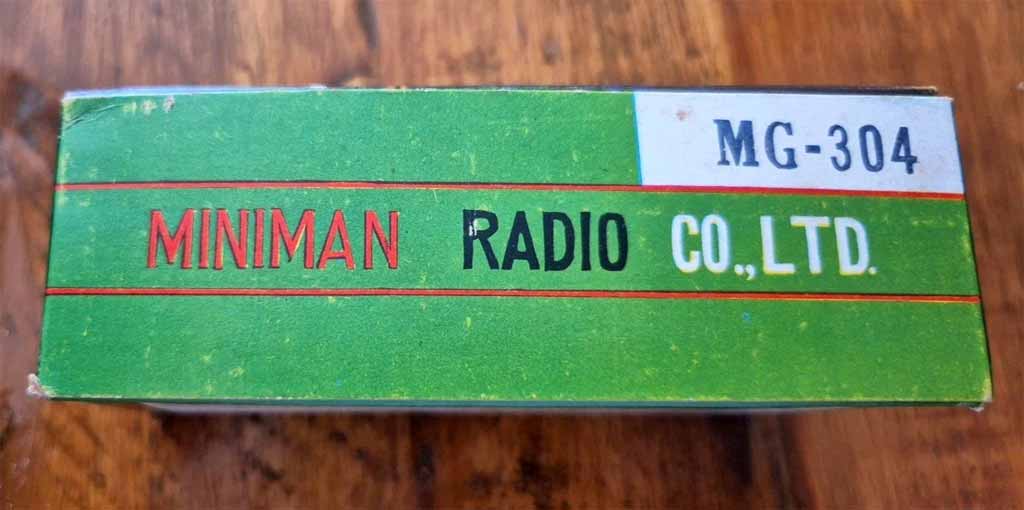 MG-304
MINIMAN RADIO CO., LTD.